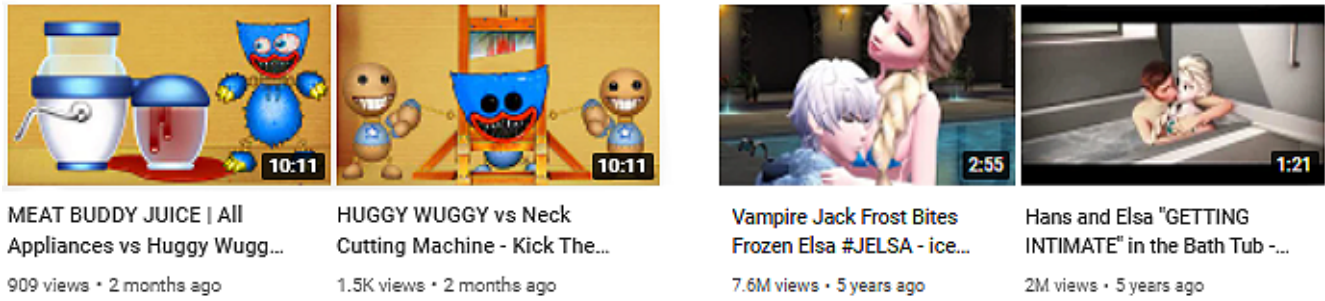 10:11
10:11
2:55
1:21
MEAT BUDDY JUICE | All
Appliances vs Huggy Wugg...
909 views • 2 months ago
HUGGY WUGGY vs Neck
Cutting Machine - Kick The...
1.5K views • 2 months ago
Vampire Jack Frost Bites
Frozen Elsa #JELSA - ice...
7.6M views • 5 years ago
Hans and Elsa "GETTING
INTIMATE" in the Bath Tub -...
2M views • 5 years ago